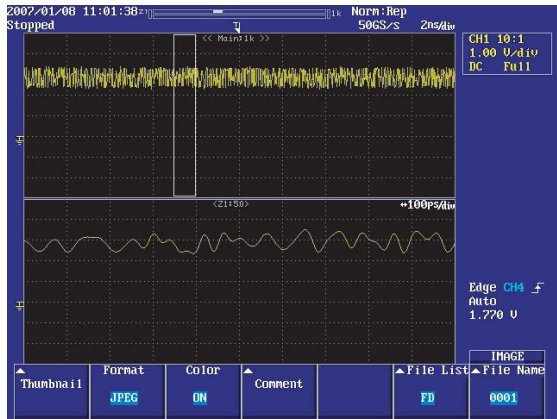 2007/01/08 11:01:38
1k
Norm:Rep
Stopped
50GS/s 2ns/div
<< Main:1k >>
CH1 10:1
1.00 V/div
DC Full
<Z1:50>
100ps/div
Edge CH4
Auto
1.770 V
IMAGE
Thumbnail
Format
JPEG
Color
ON
Comment
File List
FD
File Name
0001